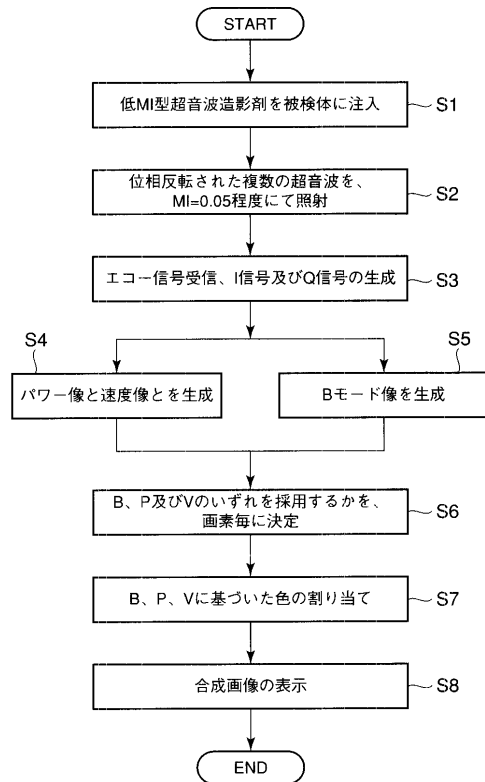 START
低MI型超音波造影剤を被検体に注入
S1
位相反転された複数の超音波を、
MI=0.05程度にて照射
S2
エコー信号受信、I信号及びQ信号の生成
S3
S4
パワー像と速度像とを生成
S5
Bモード像を生成
B、P及びVのいずれを採用するかを、
画素毎に決定
S6
B、P、Vに基づいた色の割り当て
S7
合成画像の表示
S8
END